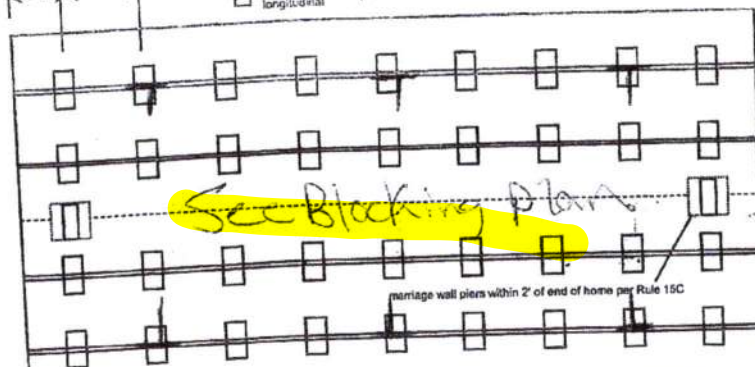 longitudinal
See Blocking plan
marriage wall piers within 2' of end of home per Rule 15C